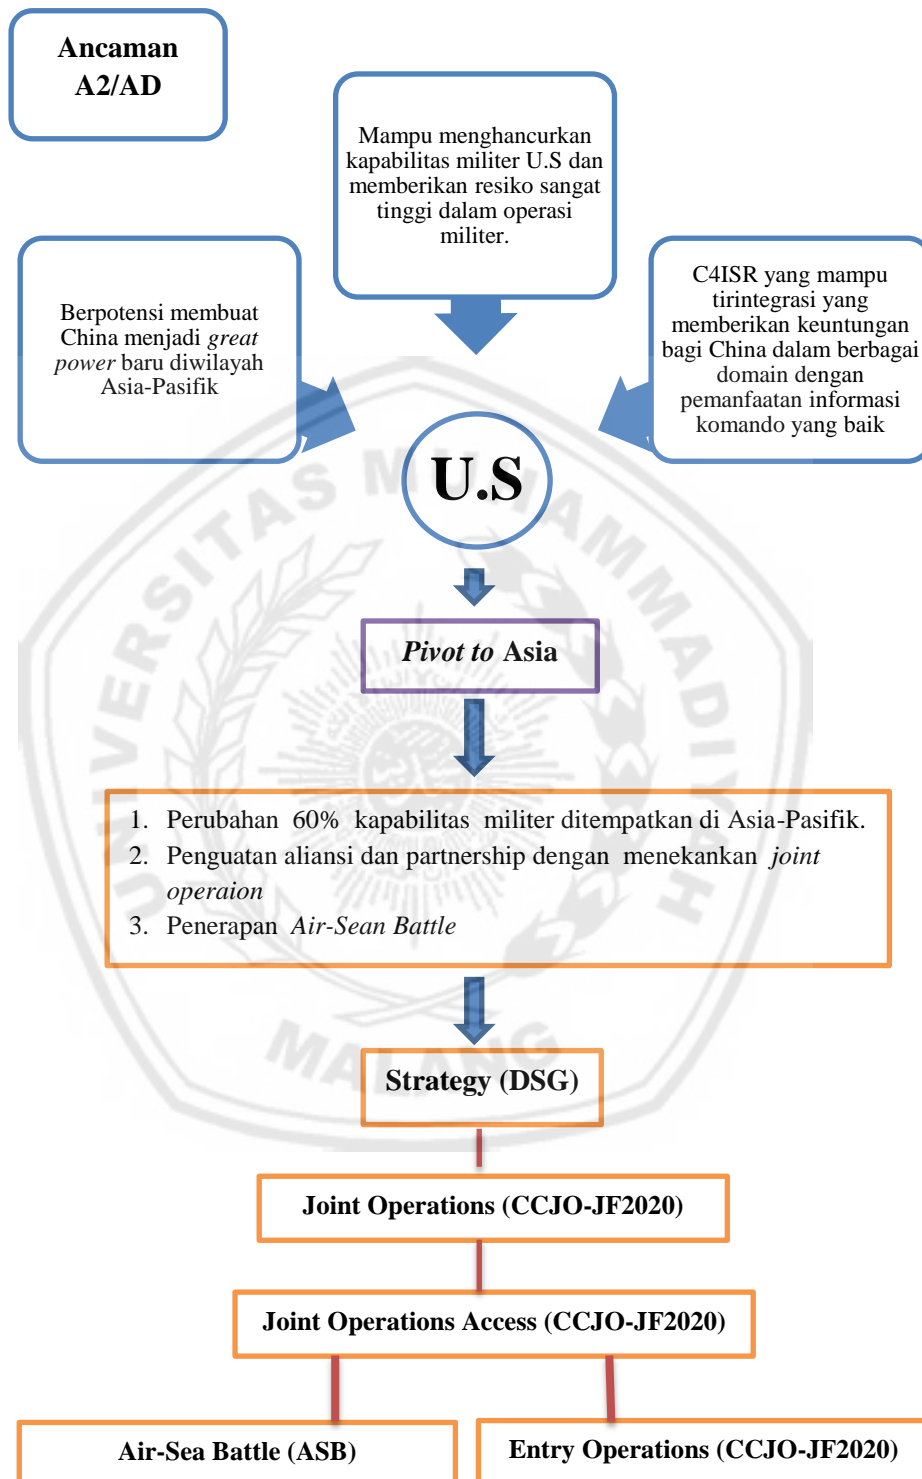 Ancaman
A2/AD
Mampu menghancurkan
kapabilitas militer U.S dan
memberikan resiko sangat
tinggi dalam operasi
militer.
Berpotensi membuat
China menjadi great
power baru diwilayah
Asia-Pasifik
C4ISR yang mampu
tirintegrasi yang
memberikan keuntungan
bagi China dalam berbagai
domain dengan
pemanfaatan informasi
komando yang baik
U.S
Pivot to Asia
1. Perubahan 60% kapabilitas militer ditempatkan di Asia-Pasifik.
2. Penguatan aliansi dan partnership dengan menekankan joint
operaion
3. Penerapan Air-Sean Battle
Strategy (DSG)
Joint Operations (CCJO-JF2020)
Joint Operations Access (CCJO-JF2020)
Air-Sea Battle (ASB)
Entry Operations (CCJO-JF2020)
UNIVERSITAS MUHAMMADIYAH
MALANG